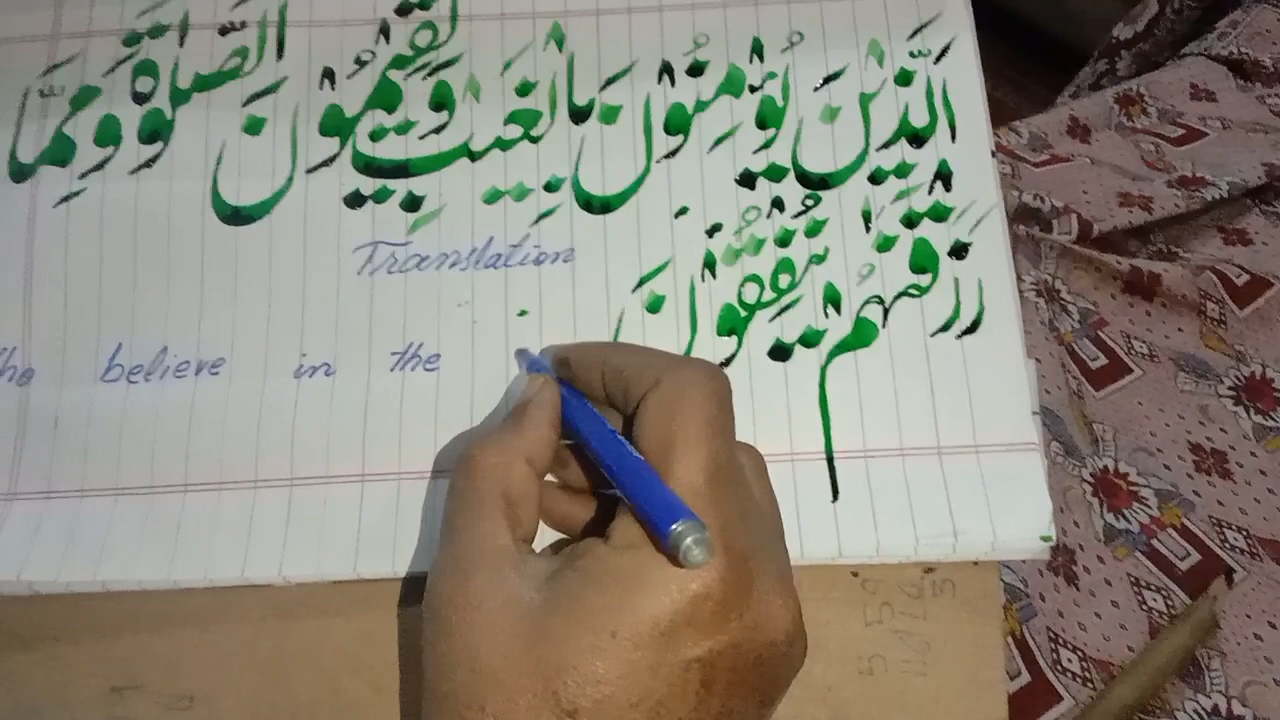 الَّذِيْنَ يُؤْمِنُوْنَ بِالْغَيْبِ وَيُقِيْمُوْنَ الصَّلٰوةَ وَمِمَّا
رَزَقْنٰهُمْ يُنْفِقُوْنَ
Translation
believe in the